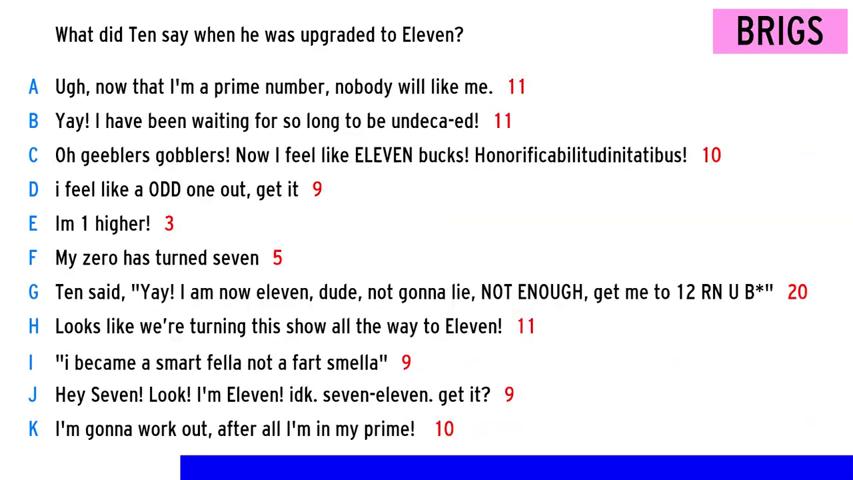 What did Ten say when he was upgraded to Eleven?
BRIGS
A Ugh, now that I'm a prime number, nobody will like me. 11
B Yay! I have been waiting for so long to be undeca-ed! 11
C Oh geeblers gobblers! Now I feel like ELEVEN bucks! Honorificabilitudinitatibus! 10
D i feel like a ODD one out, get it 9
E Im 1 higher! 3
F My zero has turned seven 5
G Ten said, "Yay! I am now eleven, dude, not gonna lie, NOT ENOUGH, get me to 12 RN U B*" 20
H Looks like we're turning this show all the way to Eleven! 11
I "i became a smart fella not a fart smella" 9
J Hey Seven! Look! I'm Eleven! idk. seven-eleven. get it? 9
K I'm gonna work out, after all I'm in my prime! 10